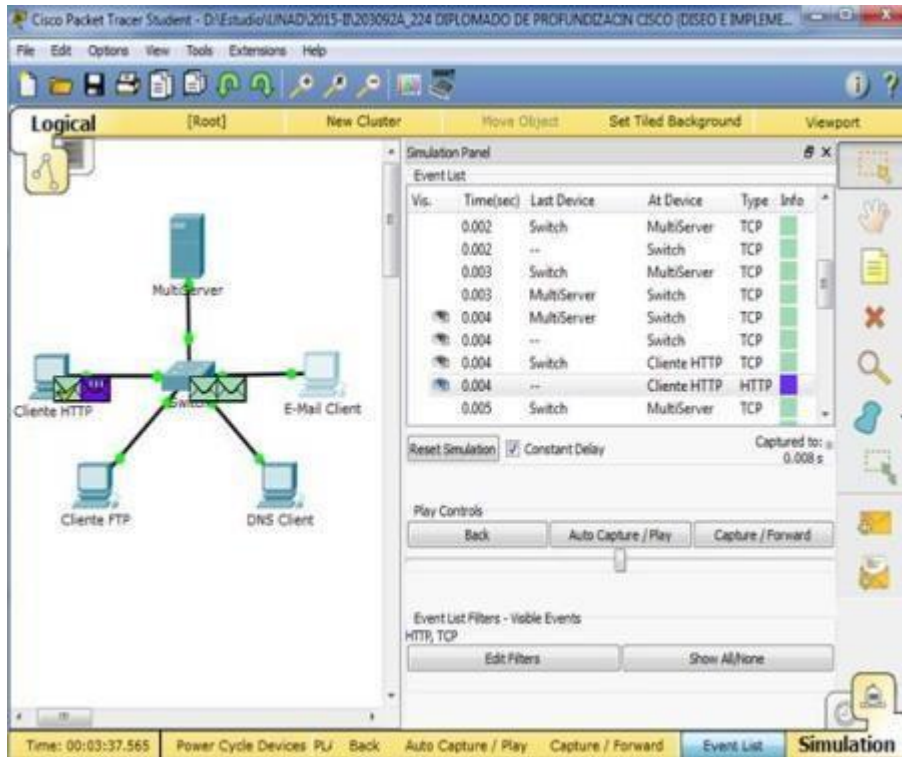 Cisco Packet Tracer Student - D:\Estudio\UNAD\2015-II\203092A_224 DIPLOMADO DE PROFUNDIZACIN CISCO (DISEO E IMPLEME...
File Edit Options View Tools Extensions Help
Logical [Root] New Cluster Move Object Set Tiled Background Viewport
Simulation Panel
Event List
Vis. Time(sec) Last Device At Device Type Info
0.002 Switch MultiServer TCP
0.002 -- Switch TCP
0.003 Switch MultiServer TCP
0.003 MultiServer Switch TCP
0.004 MultiServer Switch TCP
0.004 -- Switch TCP
0.004 Switch Cliente HTTP TCP
0.004 -- Cliente HTTP HTTP
0.005 Switch MultiServer TCP
Reset Simulation Constant Delay Captured to:
0.008 s
Play Controls
Back Auto Capture / Play Capture / Forward
Event List Filters - Visible Events
HTTP, TCP
Edit Filters Show All/None
MultiServer
Cliente HTTP
Switch
E-Mail Client
Cliente FTP
DNS Client
Time: 00:03:37.565 Power Cycle Devices Back Auto Capture / Play Capture / Forward Event List Simulation